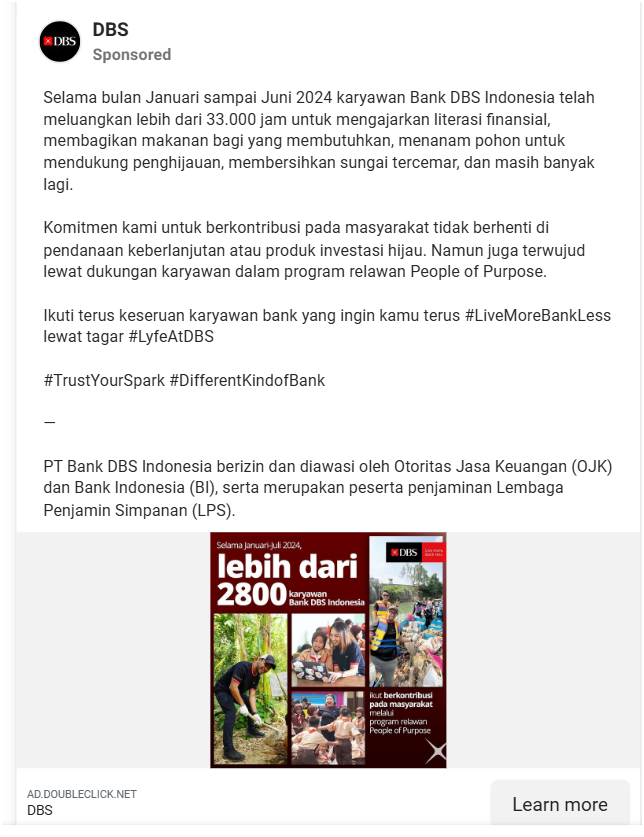 DBS
DBS
Sponsored
Selama bulan Januari sampai Juni 2024 karyawan Bank DBS Indonesia telah
meluangkan lebih dari 33.000 jam untuk mengajarkan literasi finansial,
membagikan makanan bagi yang membutuhkan, menanam pohon untuk
mendukung penghijauan, membersihkan sungai tercemar, dan masih banyak
lagi.
Komitmen kami untuk berkontribusi pada masyarakat tidak berhenti di
pendanaan keberlanjutan atau produk investasi hijau. Namun juga terwujud
lewat dukungan karyawan dalam program relawan People of Purpose.
Ikuti terus keseruan karyawan bank yang ingin kamu terus #LiveMoreBankLess
lewat tagar #LyfeAtDBS
#TrustYourSpark #DifferentKindofBank
—
PT Bank DBS Indonesia berizin dan diawasi oleh Otoritas Jasa Keuangan (OJK)
dan Bank Indonesia (BI), serta merupakan peserta penjaminan Lembaga
Penjamin Simpanan (LPS).
Selama Januari-Juli 2024,
lebih dari
2800 karyawan
Bank DBS Indonesia
DBS
ikut berkontribusi
pada masyarakat
melalui
program relawan
People of Purpose
AD.DOUBLECLICK.NET
DBS
Learn more